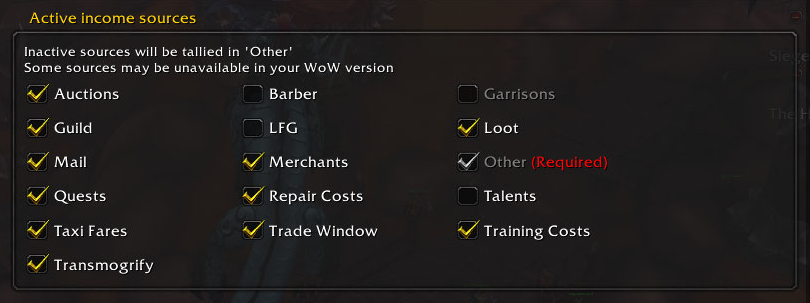 Active income sources
Inactive sources will be tallied in 'Other'
Some sources may be unavailable in your WoW version
Auctions Barber Garrisons
Guild LFG Loot
Mail Merchants Other (Required)
Quests Repair Costs Talents
Taxi Fares Trade Window Training Costs
Transmogrify
Siege
The H